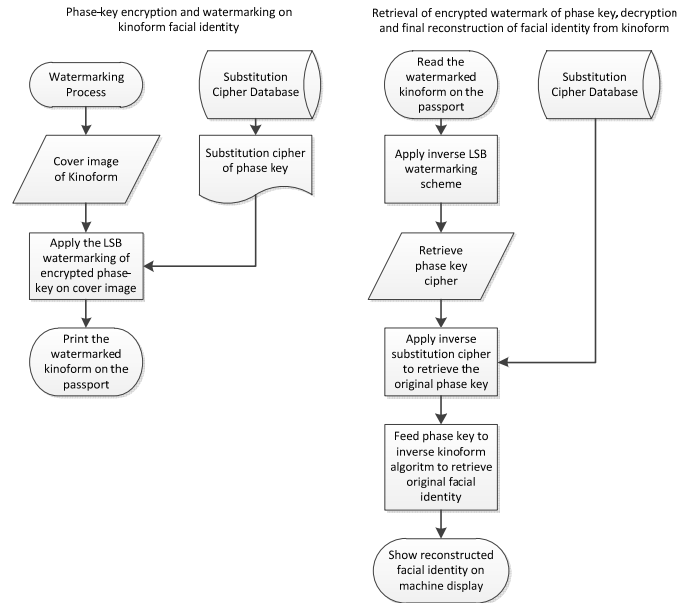 Phase-key encryption and watermarking on
kinoform facial identity
Watermarking
Process
Substitution
Cipher Database
Cover image
of Kinoform
Substitution cipher
of phase key
Apply the LSB
watermarking of
encrypted phase-
key on cover image
Print the
watermarked
kinoform on the
passport
Retrieval of encrypted watermark of phase key, decryption
and final reconstruction of facial identity from kinoform
Read the
watermarked
kinoform on the
passport
Substitution
Cipher Database
Apply inverse LSB
watermarking
scheme
Retrieve
phase key
cipher
Apply inverse
substitution cipher
to retrieve the
original phase key
Feed phase key to
inverse kinoform
algoritm to retrieve
original facial
identity
Show reconstructed
facial identity on
machine display